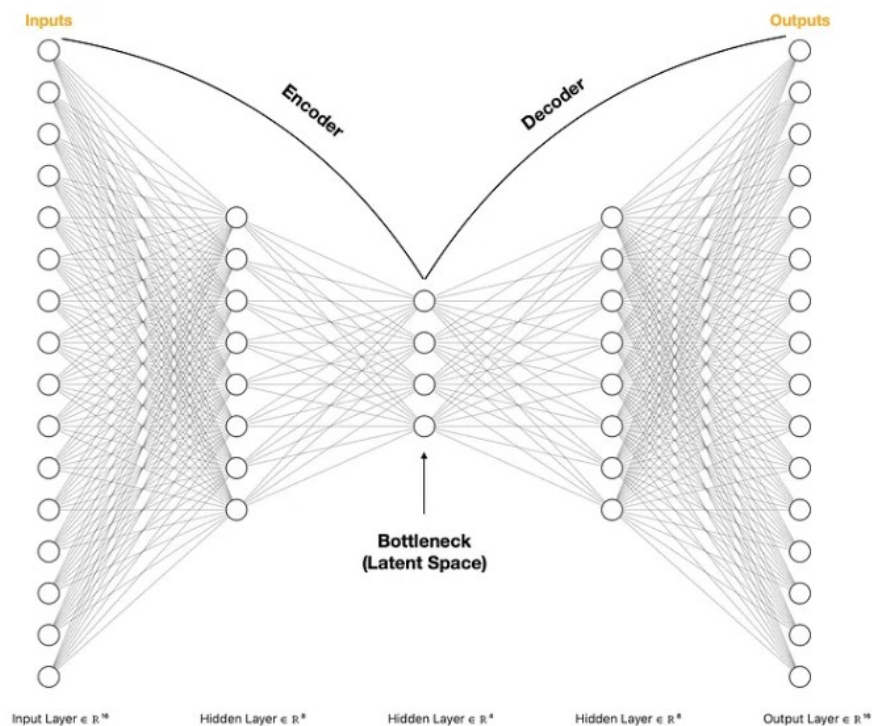 Inputs
Outputs
Encoder
Decoder
Bottleneck
(Latent Space)
Input Layer ∈ ℝ¹⁶
Hidden Layer ∈ ℝ⁸
Hidden Layer ∈ ℝ⁴
Hidden Layer ∈ ℝ⁸
Output Layer ∈ ℝ¹⁶